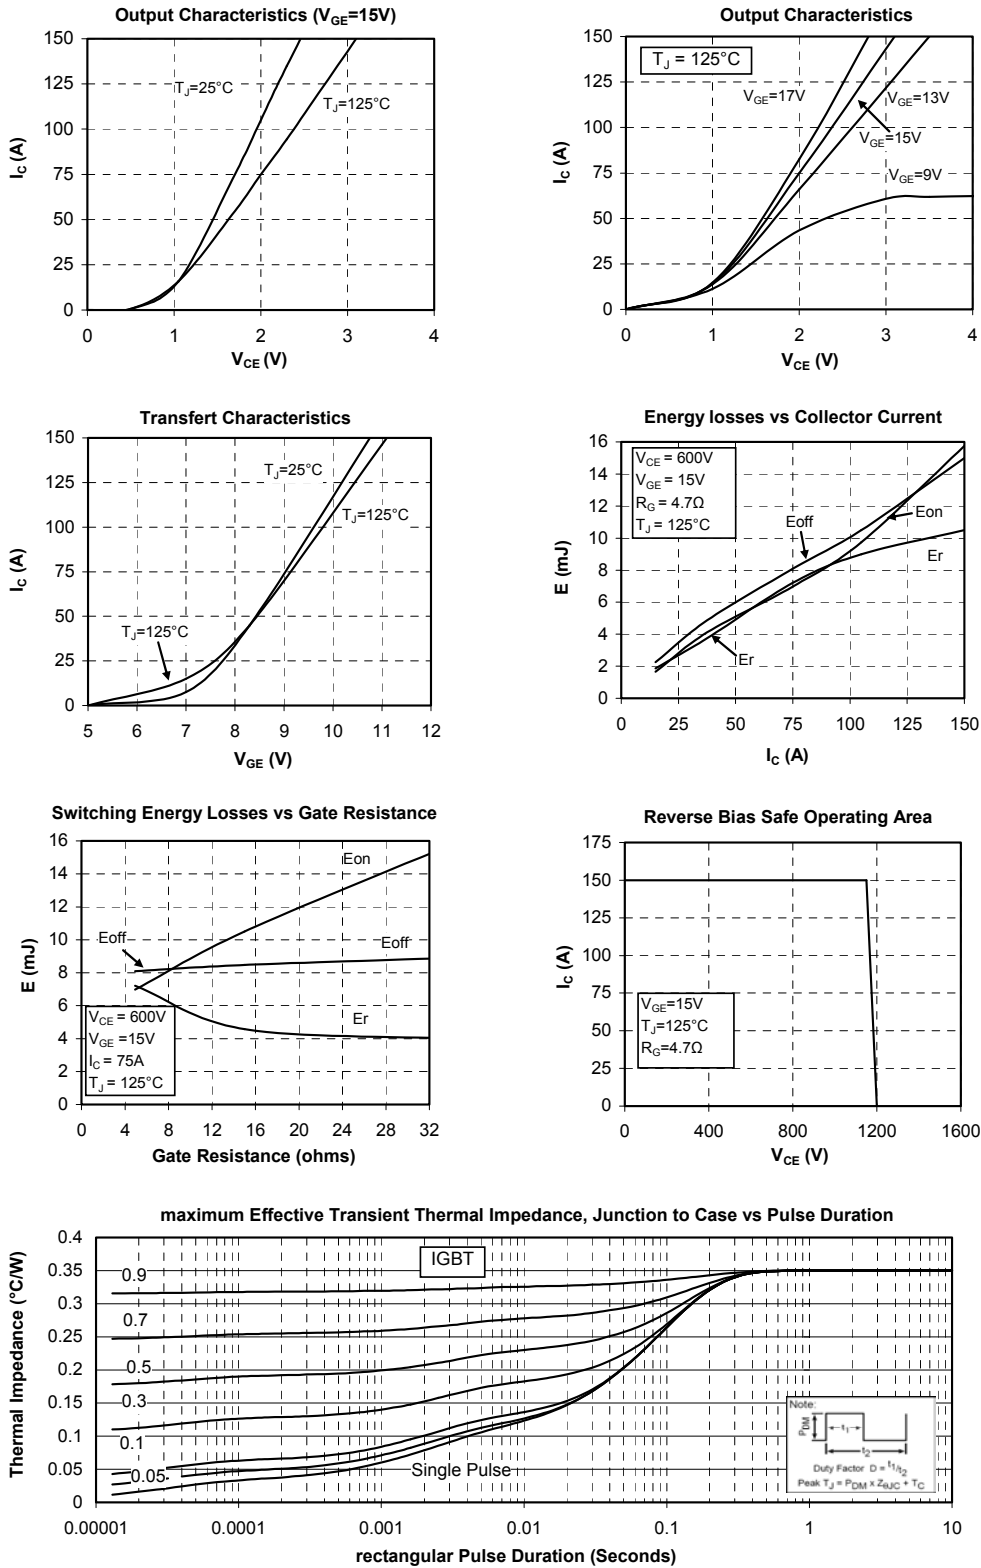 Output Characteristics (VGE=15V)
150
125
100
75
50
25
0
IC (A)
TJ=25°C
TJ=125°C
0 1 2 3 4
VCE (V)
Output Characteristics
150
125
100
75
50
25
0
IC (A)
TJ = 125°C
VGE=17V
VGE=13V
VGE=15V
VGE=9V
0 1 2 3 4
VCE (V)
Transfert Characteristics
150
125
100
75
50
25
0
IC (A)
TJ=25°C
TJ=125°C
TJ=125°C
5 6 7 8 9 10 11 12
VGE (V)
Energy losses vs Collector Current
16
14
12
10
8
6
4
2
0
E (mJ)
VCE = 600V
VGE = 15V
RG = 4.7Ω
TJ = 125°C
Eoff
Eon
Er
Er
0 25 50 75 100 125 150
IC (A)
Switching Energy Losses vs Gate Resistance
16
14
12
10
8
6
4
2
0
E (mJ)
Eon
Eoff
Eoff
Er
VCE = 600V
VGE =15V
IC = 75A
TJ = 125°C
0 4 8 12 16 20 24 28 32
Gate Resistance (ohms)
Reverse Bias Safe Operating Area
175
150
125
100
75
50
25
0
IC (A)
VGE=15V
TJ=125°C
RG=4.7Ω
0 400 800 1200 1600
VCE (V)
maximum Effective Transient Thermal Impedance, Junction to Case vs Pulse Duration
0.4
0.35
0.3
0.25
0.2
0.15
0.1
0.05
0
Thermal Impedance (°C/W)
IGBT
0.9
0.7
0.5
0.3
0.1
0.05
Single Pulse
Note:
PDM
t1
t2
Duty Factor D = t1/t2
Peak TJ = PDM x ZθJC + TC
0.00001 0.0001 0.001 0.01 0.1 1 10
rectangular Pulse Duration (Seconds)